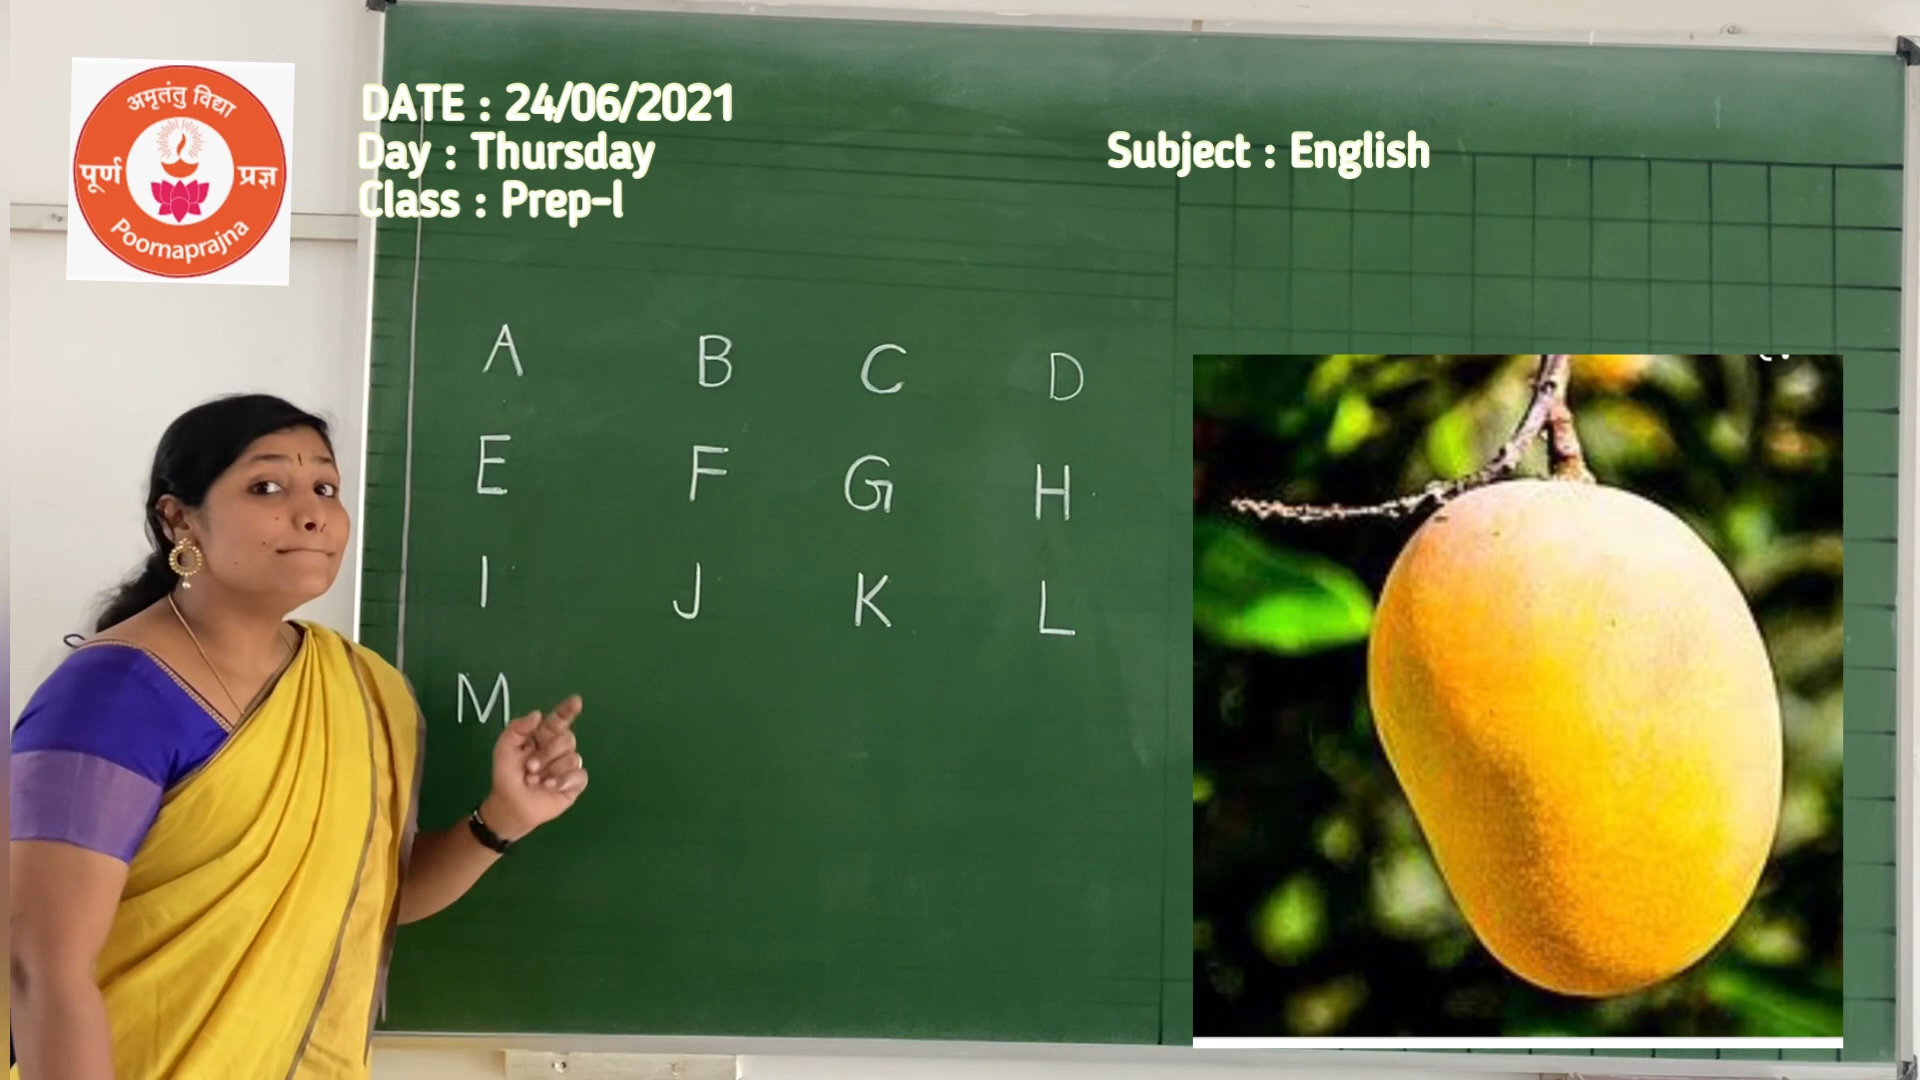 अमृतंतु विद्या
पूर्ण प्रज्ञ
Poornaprajna
DATE : 24/06/2021
Day : Thursday
Class : Prep-l
Subject : English
A B C D
E F G H
I J K L
M